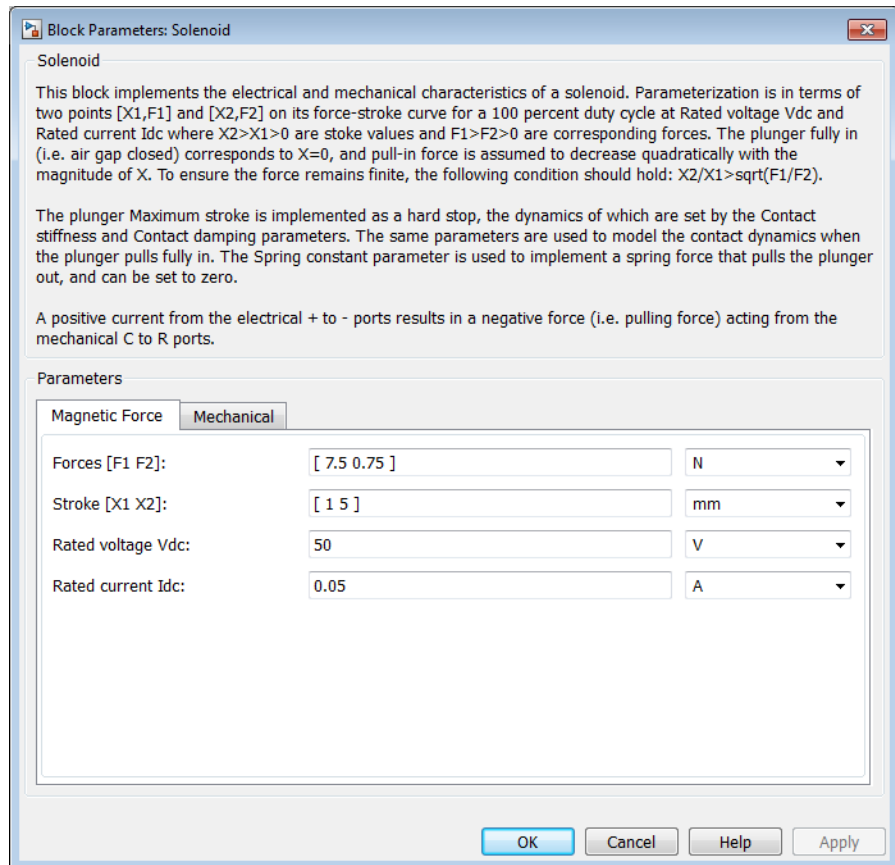 Block Parameters: Solenoid
Solenoid
This block implements the electrical and mechanical characteristics of a solenoid. Parameterization is in terms of
two points [X1,F1] and [X2,F2] on its force-stroke curve for a 100 percent duty cycle at Rated voltage Vdc and
Rated current Idc where X2>X1>0 are stoke values and F1>F2>0 are corresponding forces. The plunger fully in
(i.e. air gap closed) corresponds to X=0, and pull-in force is assumed to decrease quadratically with the
magnitude of X. To ensure the force remains finite, the following condition should hold: X2/X1>sqrt(F1/F2).
The plunger Maximum stroke is implemented as a hard stop, the dynamics of which are set by the Contact
stiffness and Contact damping parameters. The same parameters are used to model the contact dynamics when
the plunger pulls fully in. The Spring constant parameter is used to implement a spring force that pulls the plunger
out, and can be set to zero.
A positive current from the electrical + to - ports results in a negative force (i.e. pulling force) acting from the
mechanical C to R ports.
Parameters
Magnetic Force Mechanical
Forces [F1 F2]: [ 7.5 0.75 ] N
Stroke [X1 X2]: [ 1 5 ] mm
Rated voltage Vdc: 50 V
Rated current Idc: 0.05 A
OK Cancel Help Apply